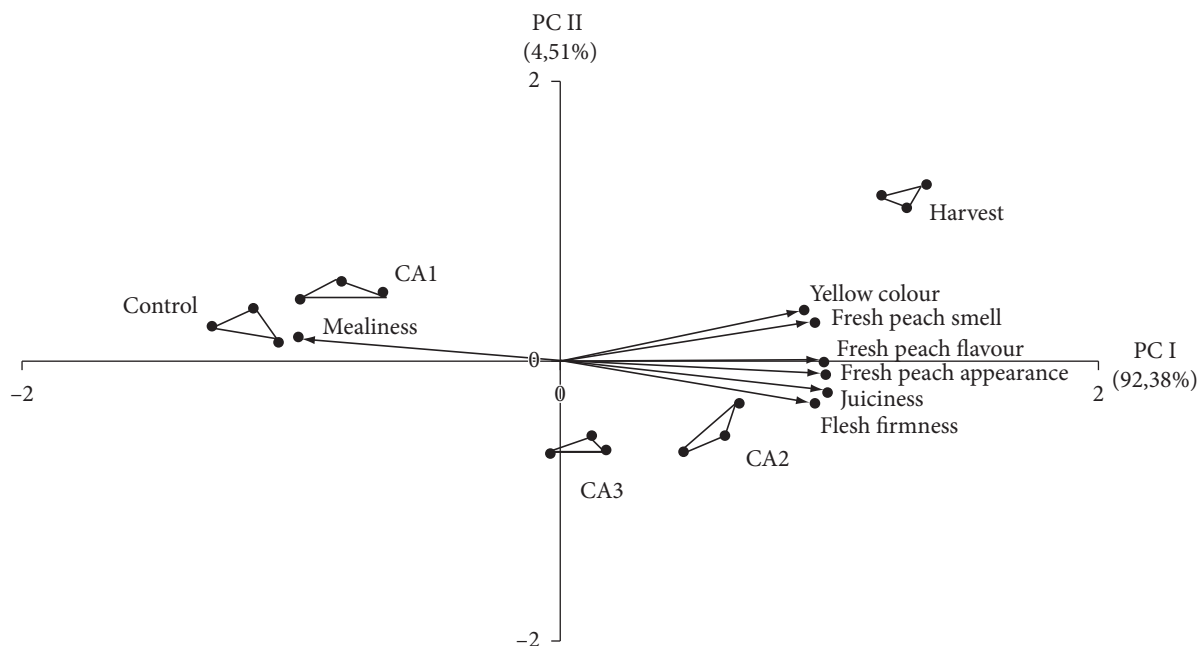 PC II
(4,51%)
2
Harvest
CA1
Control
Yellow colour
Mealiness
Fresh peach smell
Fresh peach flavour
PC I
0
Fresh peach appearance
(92,38%)
−2
0
2
Juiciness
Flesh firmness
CA2
CA3
−2